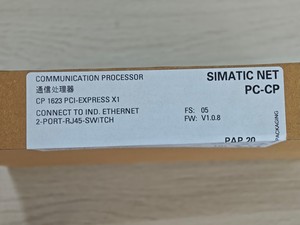 COMMUNICATION PROCESSOR
通信处理器
CP 1623 PCI-EXPRESS X1
CONNECT TO IND. ETHERNET
2-PORT-RJ45-SWITCH
SIMATIC NET
PC-CP
FS: 05
FW: V1.0.8
PAP 20
PACKAGING